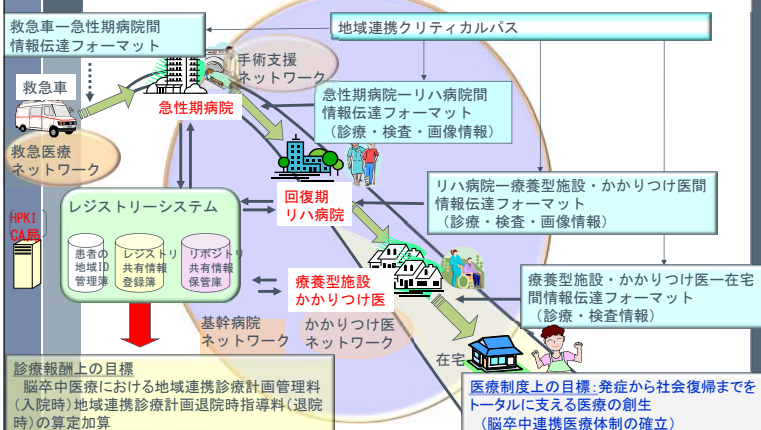 救急車ー急性期病院間
情報伝達フォーマット
地域連携クリティカルパス
手術支援
ネットワーク
救急車
急性期病院
急性期病院ーリハ病院間
情報伝達フォーマット
（診療・検査・画像情報）
救急医療
ネットワーク
回復期
リハ病院
リハ病院ー療養型施設・かかりつけ医間
情報伝達フォーマット
（診療・検査・画像情報）
レジストリーシステム
HPKI
CA局
患者の
地域ID
管理簿
レジストリ
共有情報
登録簿
リポジトリ
共有情報
保管庫
療養型施設
かかりつけ医
療養型施設・かかりつけ医ー在宅
間情報伝達フォーマット
（診療・検査情報）
基幹病院
ネットワーク
かかりつけ医
ネットワーク
在宅
診療報酬上の目標
脳卒中医療における地域連携診療計画管理料
(入院時)地域連携診療計画退院時指導料(退院
時)の算定加算
医療制度上の目標:発症から社会復帰までを
トータルに支える医療の創生
（脳卒中連携医療体制の確立）